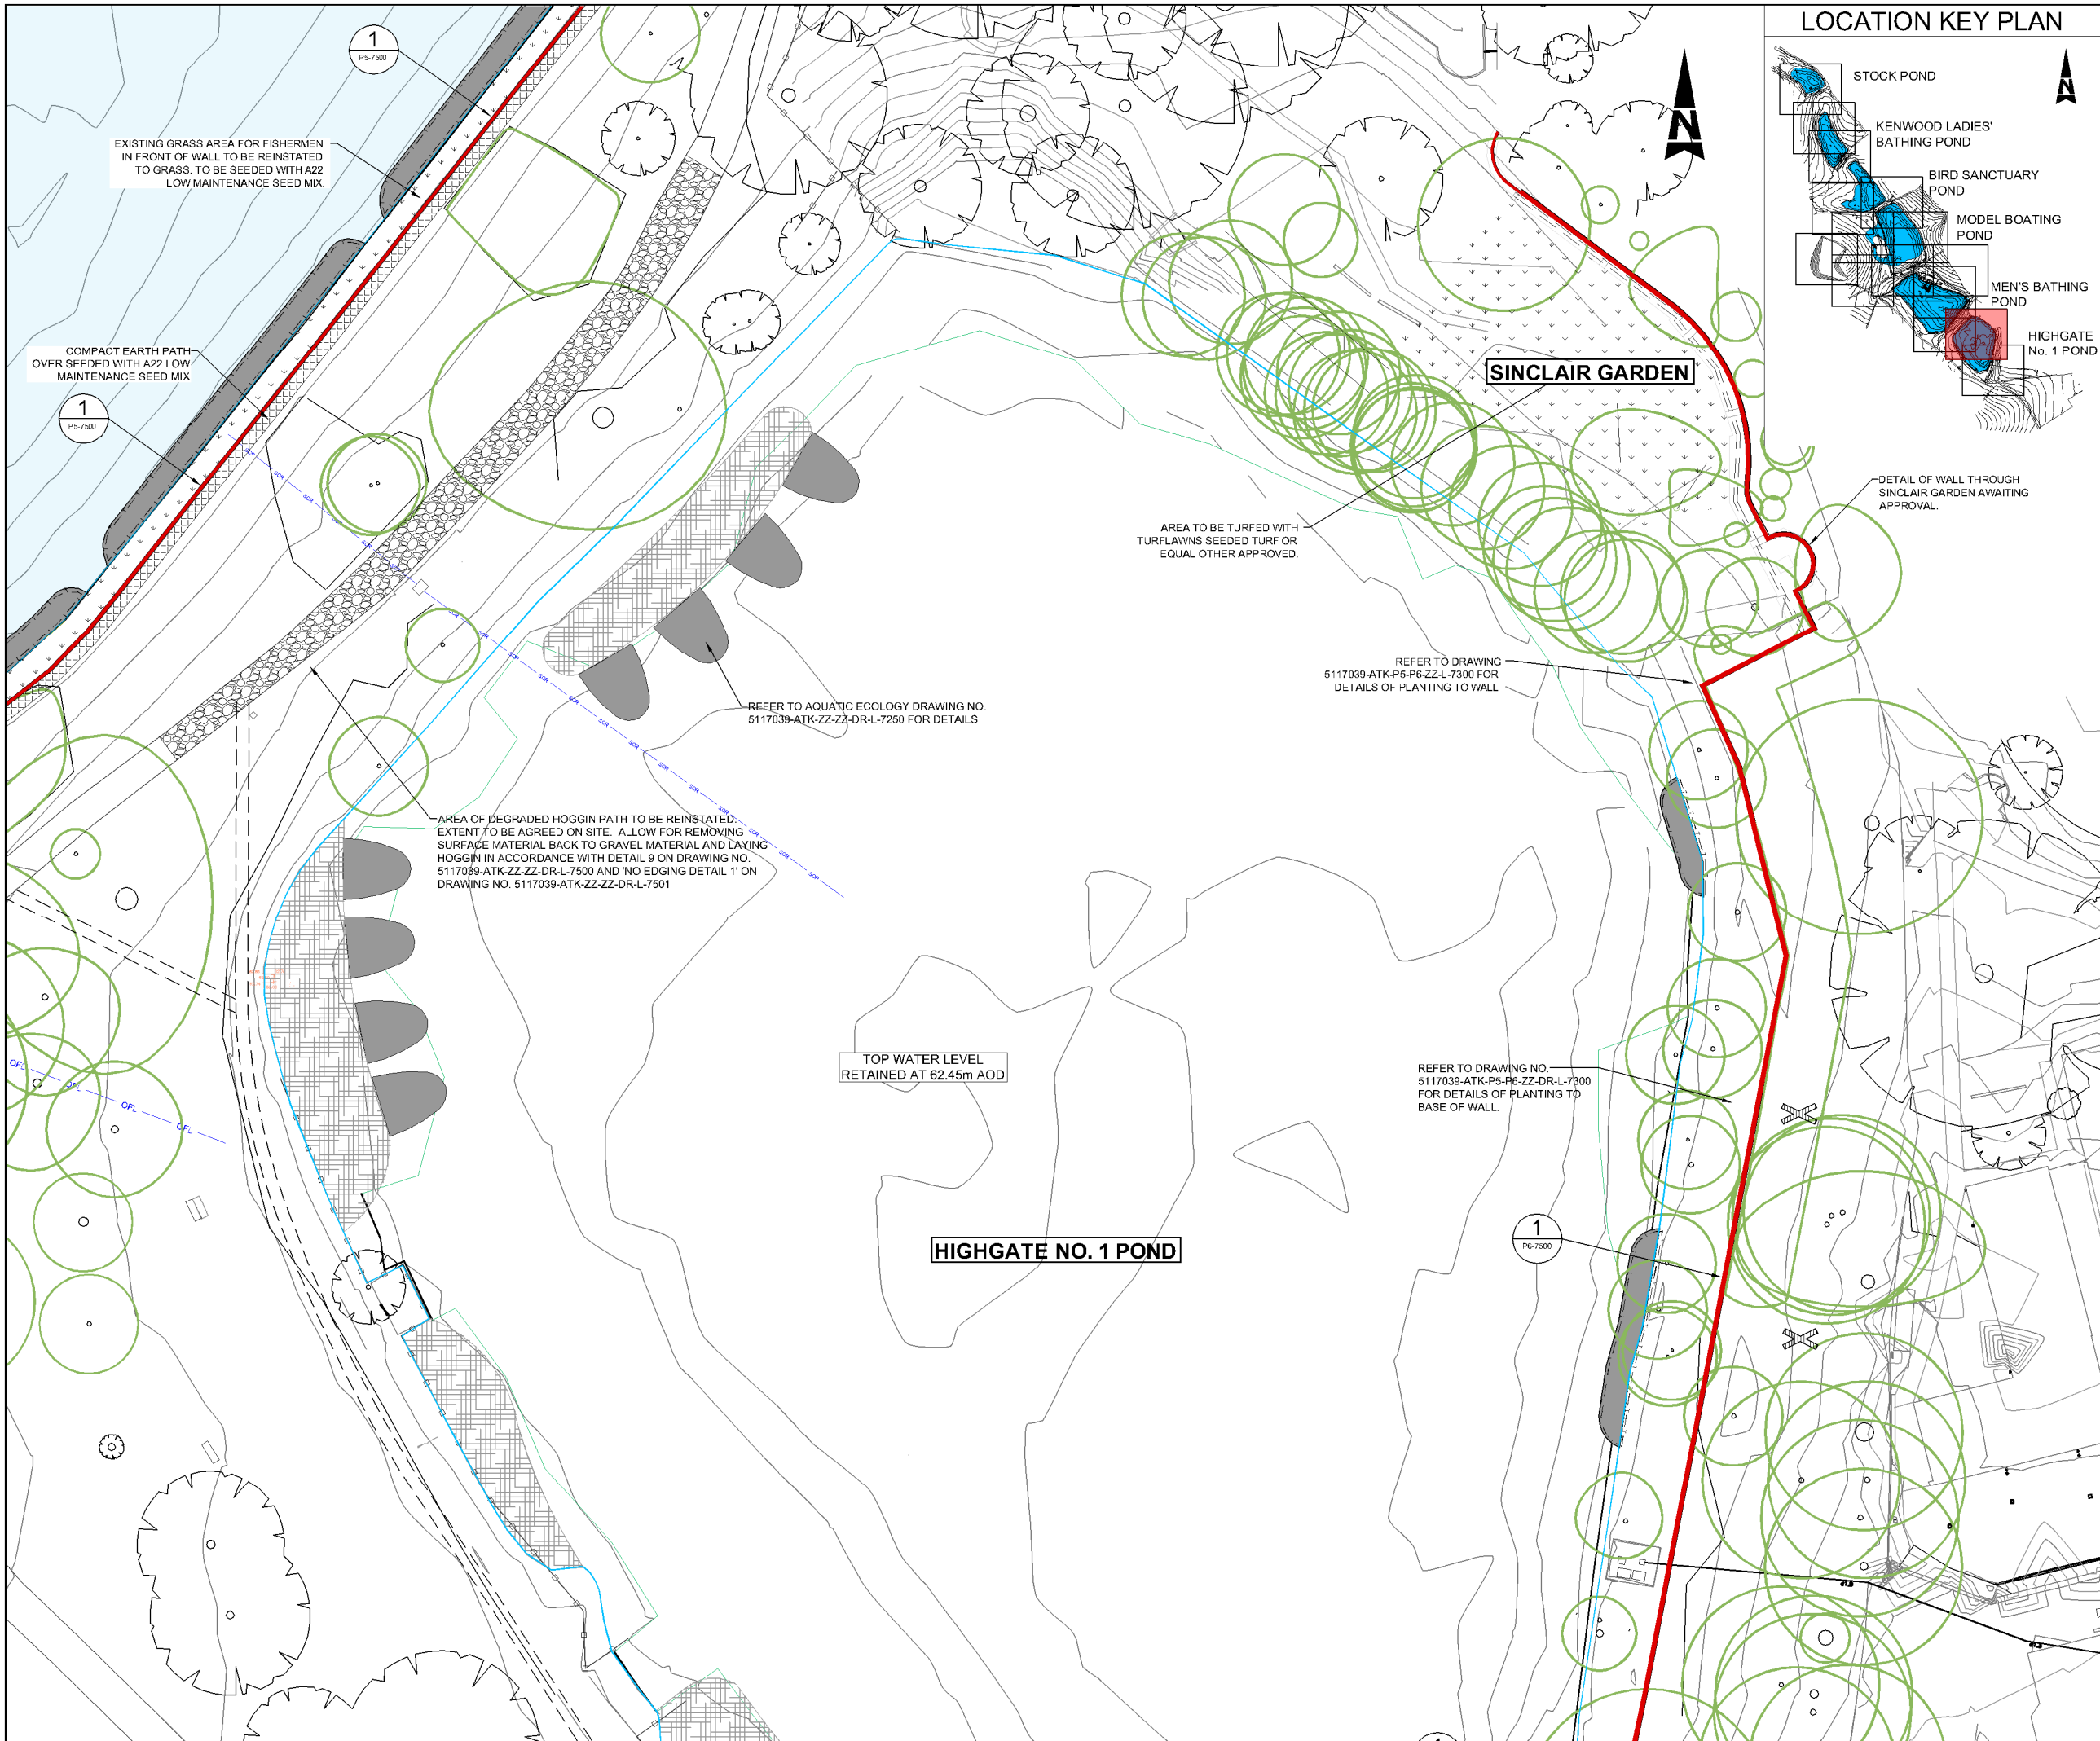 LOCATION KEY PLAN
N
STOCK POND
KENWOOD LADIES'
BATHING POND
BIRD SANCTUARY
POND
MODEL BOATING
POND
MEN'S BATHING
POND
HIGHGATE
No. 1 POND
N
1
P5-7500
EXISTING GRASS AREA FOR FISHERMEN
IN FRONT OF WALL TO BE REINSTATED
TO GRASS. TO BE SEEDED WITH A22
LOW MAINTENANCE SEED MIX.
COMPACT EARTH PATH
OVER SEEDED WITH A22 LOW
MAINTENANCE SEED MIX
1
P5-7500
SINCLAIR GARDEN
DETAIL OF WALL THROUGH
SINCLAIR GARDEN AWAITING
APPROVAL.
AREA TO BE TURFED WITH
TURFLAWNS SEEDED TURF OR
EQUAL OTHER APPROVED.
REFER TO DRAWING
5117039-ATK-P5-P6-ZZ-L-7300 FOR
DETAILS OF PLANTING TO WALL
REFER TO AQUATIC ECOLOGY DRAWING NO.
5117039-ATK-ZZ-ZZ-DR-L-7250 FOR DETAILS
AREA OF DEGRADED HOGGIN PATH TO BE REINSTATED.
EXTENT TO BE AGREED ON SITE. ALLOW FOR REMOVING
SURFACE MATERIAL BACK TO GRAVEL MATERIAL AND LAYING
HOGGIN IN ACCORDANCE WITH DETAIL 9 ON DRAWING NO.
5117039-ATK-ZZ-ZZ-DR-L-7500 AND 'NO EDGING DETAIL 1' ON
DRAWING NO. 5117039-ATK-ZZ-ZZ-DR-L-7501
TOP WATER LEVEL
RETAINED AT 62.45m AOD
REFER TO DRAWING NO.
5117039-ATK-P5-P6-ZZ-DR-L-7300
FOR DETAILS OF PLANTING TO
BASE OF WALL.
OFL
OFL
OFL
OFL
HIGHGATE NO. 1 POND
1
P6-7500